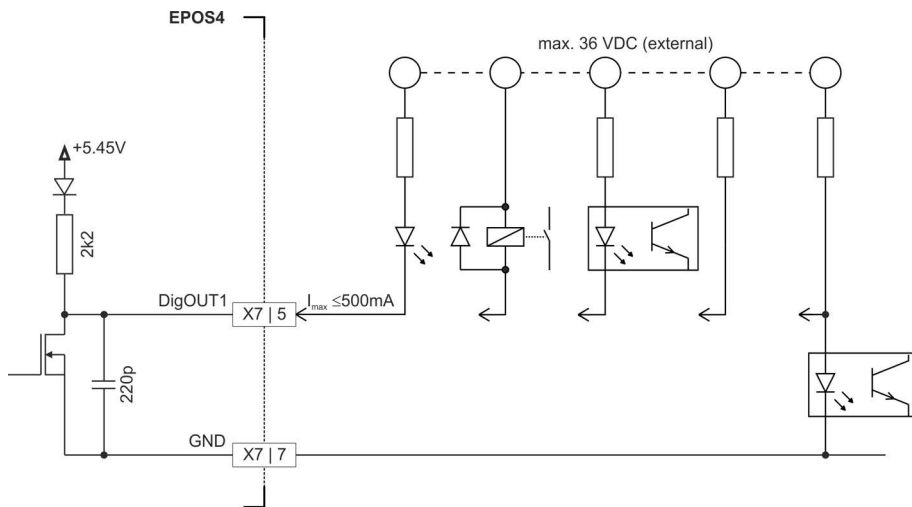 EPOS4
max. 36 VDC (external)
+5.45V
2k2
DigOUT1
X7 | 5
Imax ≤500mA
220p
GND
X7 | 7